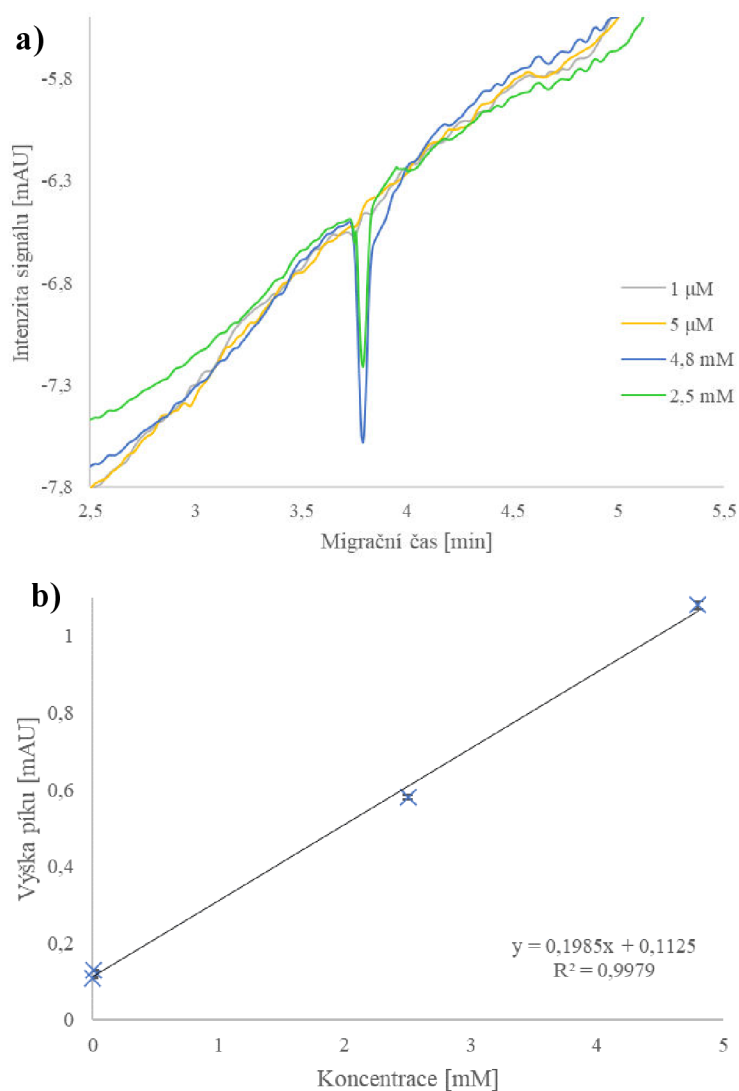 a)
-5,8
-6,3
-6,8
-7,3
-7,8
Intenzita signálu [mAU]
1 µM
5 µM
4,8 mM
2,5 mM
2,5
3
3,5
4
4,5
5
5,5
Migrační čas [min]
b)
1
0,8
0,6
0,4
0,2
0
Výška píku [mAU]
y = 0,1985x + 0,1125
R² = 0,9979
0
1
2
3
4
5
Koncentrace [mM]